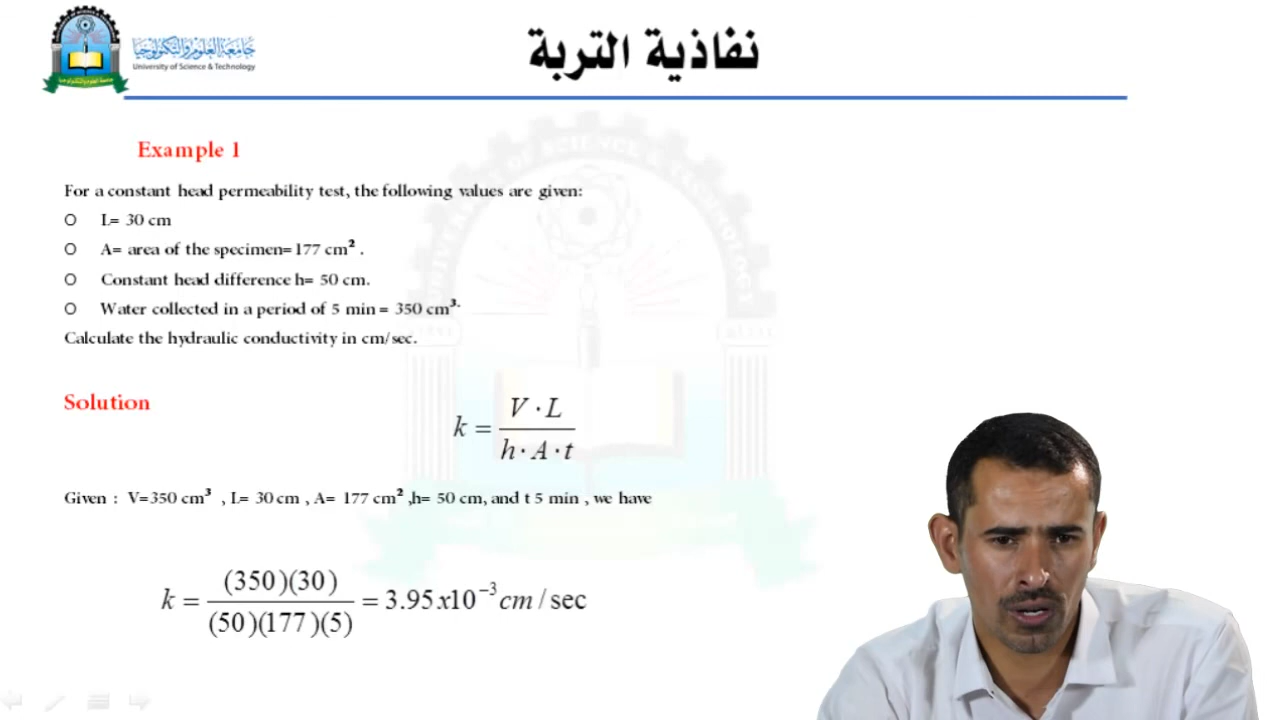 جامعة العلوم والتكنولوجيا
University of Science & Technology
نفاذية التربة
Example 1
For a constant head permeability test, the following values are given:
O L= 30 cm
O A= area of the specimen= 177 cm² .
O Constant head difference h= 50 cm.
O Water collected in a period of 5 min = 350 cm³.
Calculate the hydraulic conductivity in cm/sec.
Solution
k = V · L / h · A · t
Given : V=350 cm³ , L= 30 cm , A= 177 cm² ,h= 50 cm, and t 5 min , we have
k = (350)(30) / (50)(177)(5) = 3.95x10⁻³ cm / sec